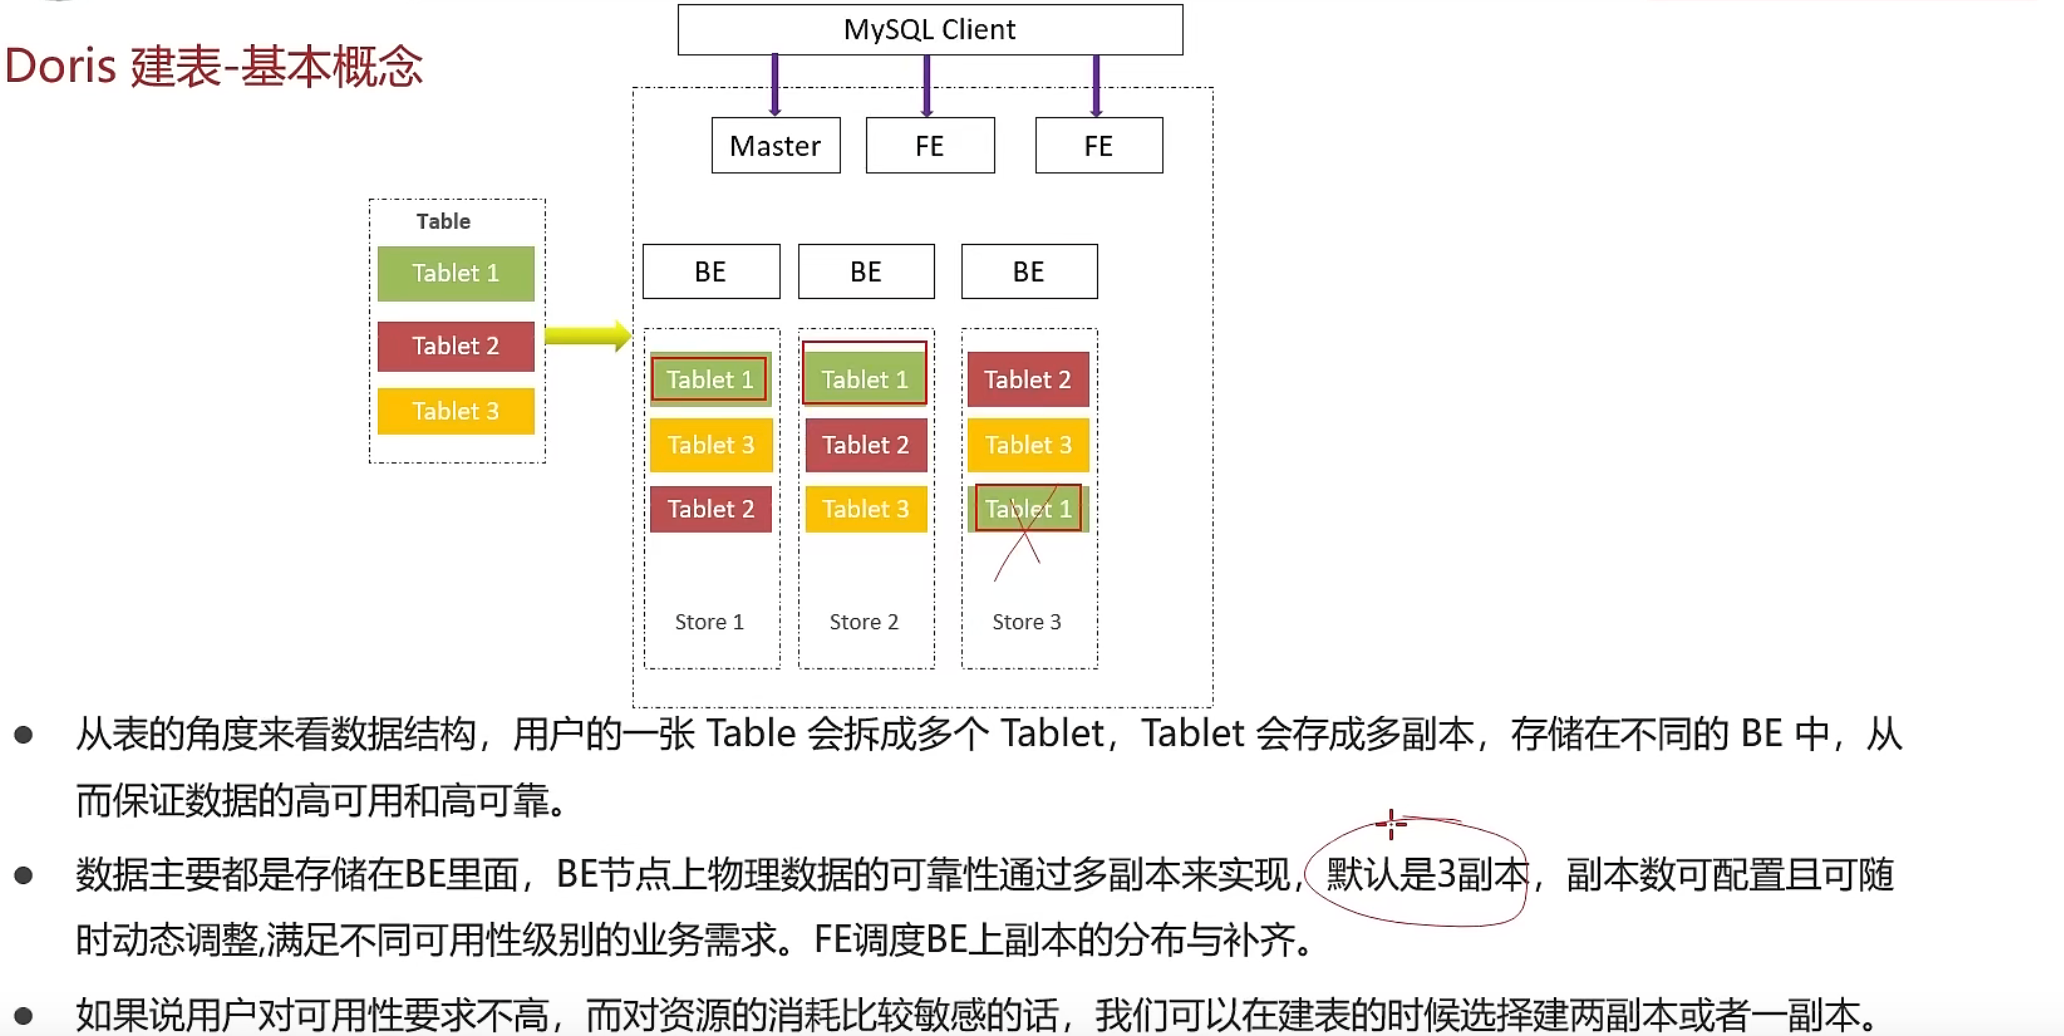 MySQL Client
Doris 建表-基本概念
Master
FE
FE
Table
Tablet 1
Tablet 2
Tablet 3
BE
BE
BE
Tablet 1
Tablet 3
Tablet 2
Store 1
Tablet 1
Tablet 2
Tablet 3
Store 2
Tablet 2
Tablet 3
Tablet 1
Store 3
● 从表的角度来看数据结构，用户的一张 Table 会拆成多个 Tablet，Tablet 会存成多副本，存储在不同的 BE 中，从
而保证数据的高可用和高可靠。
● 数据主要都是存储在BE里面，BE节点上物理数据的可靠性通过多副本来实现，默认是3副本，副本数可配置且可随
时动态调整,满足不同可用性级别的业务需求。FE调度BE上副本的分布与补齐。
● 如果说用户对可用性要求不高，而对资源的消耗比较敏感的话，我们可以在建表的时候选择建两副本或者一副本。